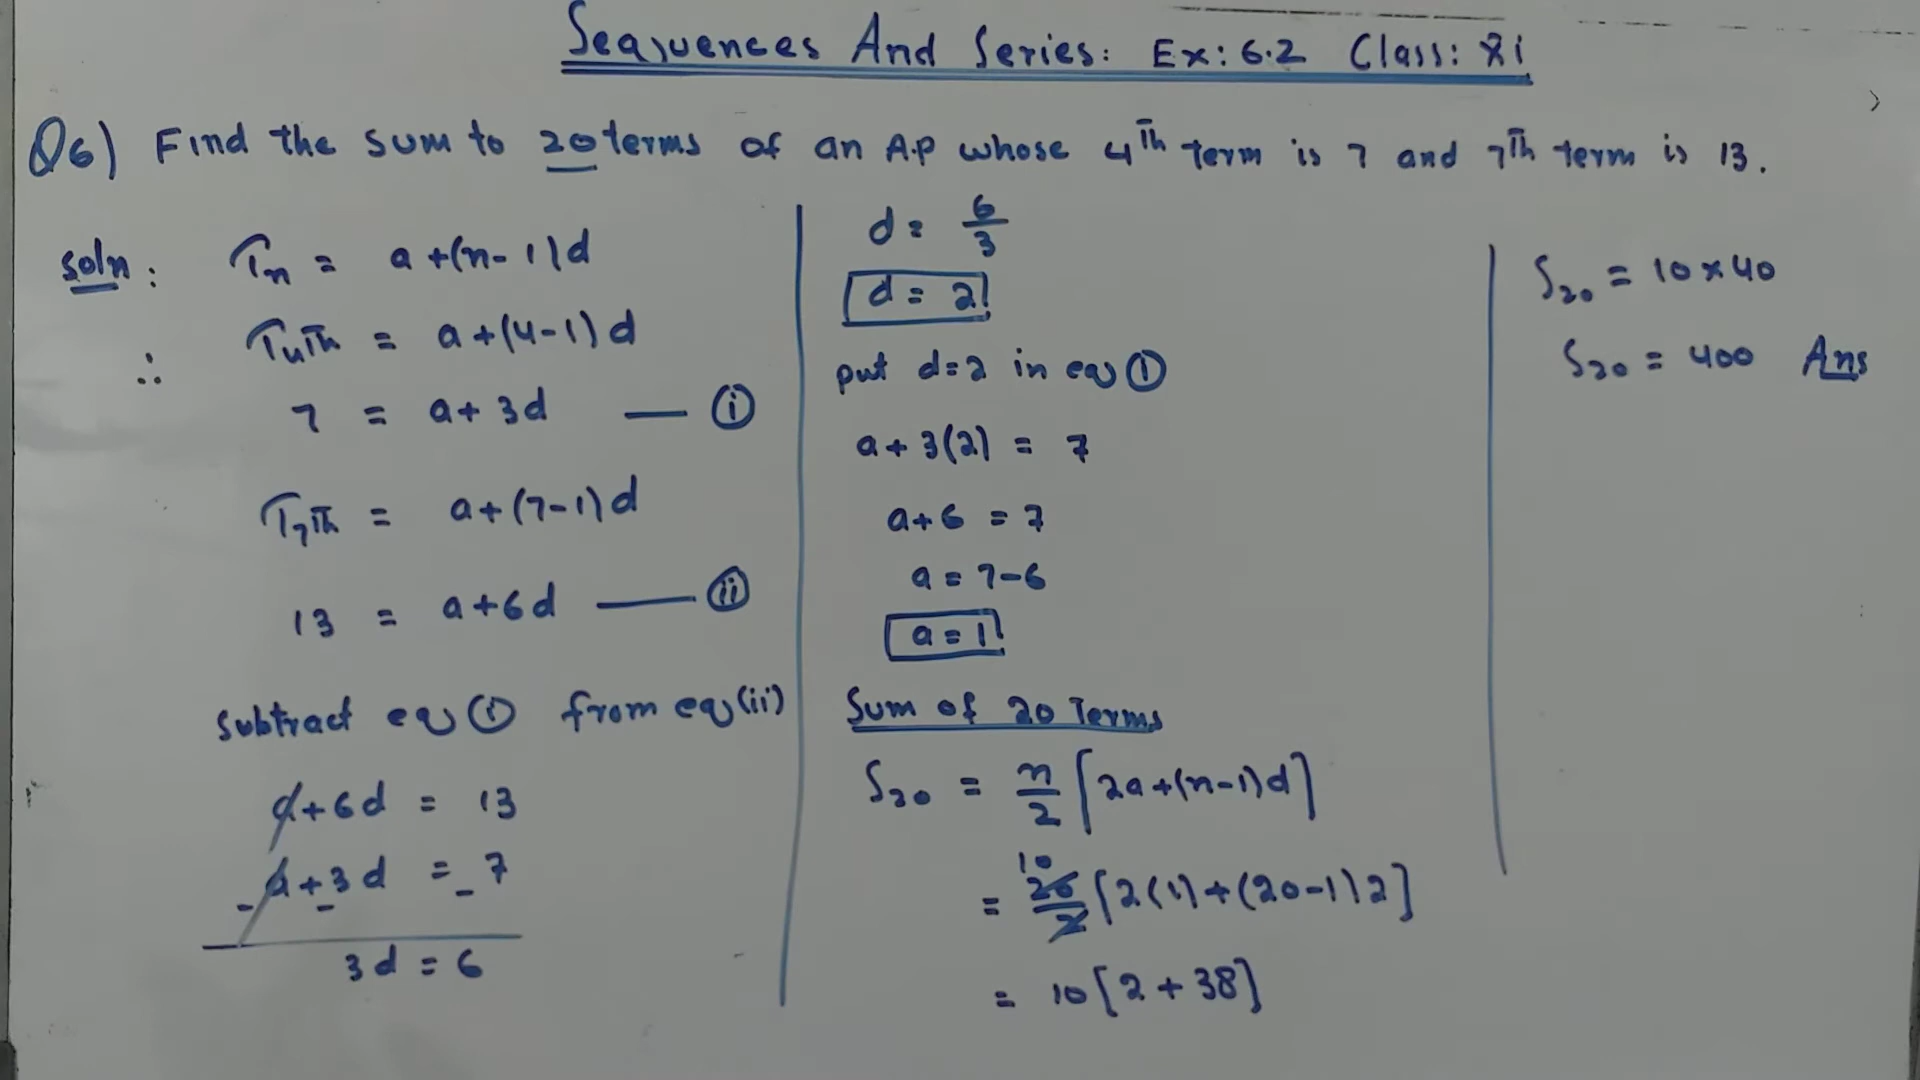 Sequences And Series: Ex: 6.2 Class: XI
Q6) Find the sum to 20 terms of an A.P whose 4th term is 7 and 7th term is 13.
soln: Tn = a+(n-1)d
∴ T4th = a+(4-1)d
7 = a+3d — (i)
T7th = a+(7-1)d
13 = a+6d — (ii)
subtract eq (i) from eq (ii)
a+6d = 13
-a+3d = -7
3d = 6
d = 6/3
d = 2
put d=2 in eq (i)
a+3(2) = 7
a+6 = 7
a = 7-6
a = 1
Sum of 20 Terms
S20 = n/2 [2a+(n-1)d]
= 10 20/2 [2(1)+(20-1)2]
= 10[2+38]
S20 = 10×40
S20 = 400 Ans